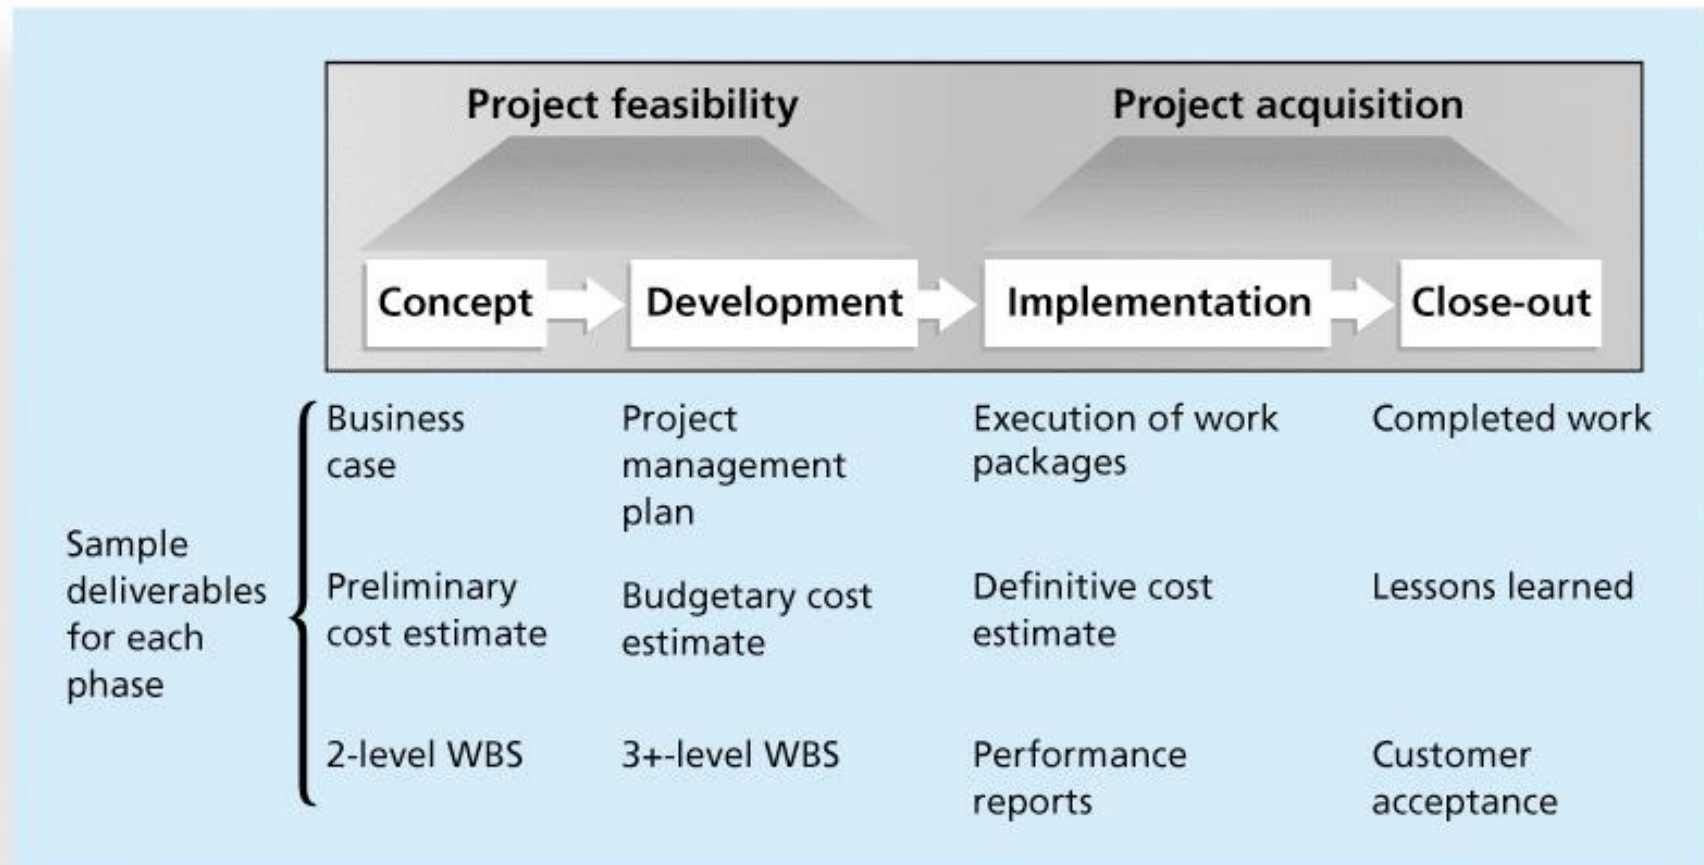 Project feasibility
Project acquisition
Concept
Development
Implementation
Close-out
Sample
deliverables
for each
phase
Business
case
Project
management
plan
Execution of work
packages
Completed work
Preliminary
cost estimate
Budgetary cost
estimate
Definitive cost
estimate
Lessons learned
2-level WBS
3+-level WBS
Performance
reports
Customer
acceptance